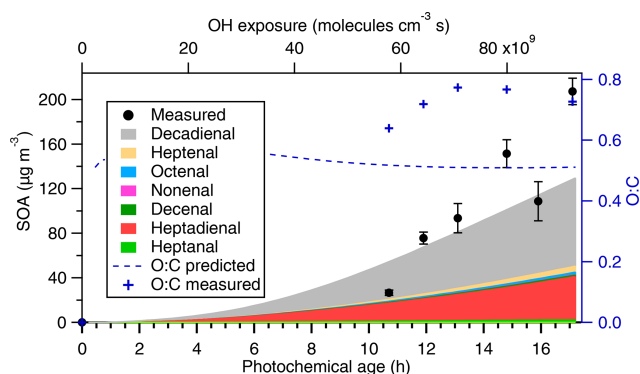 OH exposure (molecules cm⁻³ s)
0 20 40 60 80 x10⁹
SOA (µg m⁻³)
200
160
120
80
40
0
0.8
0.6
0.4
0.2
0.0
O:C
Measured
Decadienal
Heptenal
Octenal
Nonenal
Decenal
Heptadienal
Heptanal
O:C predicted
O:C measured
0 2 4 6 8 10 12 14 16
Photochemical age (h)